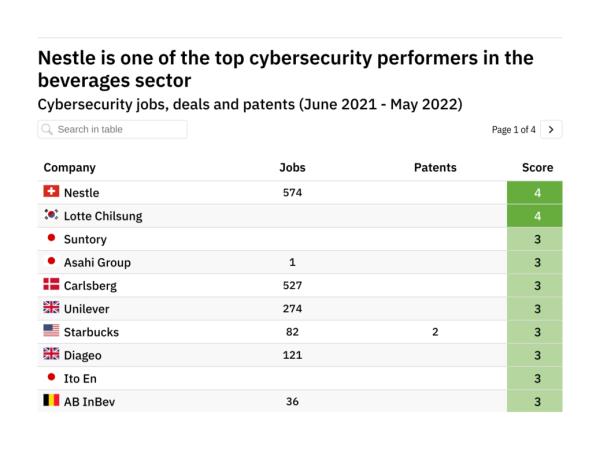 Nestle is one of the top cybersecurity performers in the
beverages sector
Cybersecurity jobs, deals and patents (June 2021 - May 2022)
Search in table
Page 1 of 4
Company Jobs Patents Score
Nestle 574 4
Lotte Chilsung 4
Suntory 3
Asahi Group 1 3
Carlsberg 527 3
Unilever 274 3
Starbucks 82 2 3
Diageo 121 3
Ito En 3
AB InBev 36 3